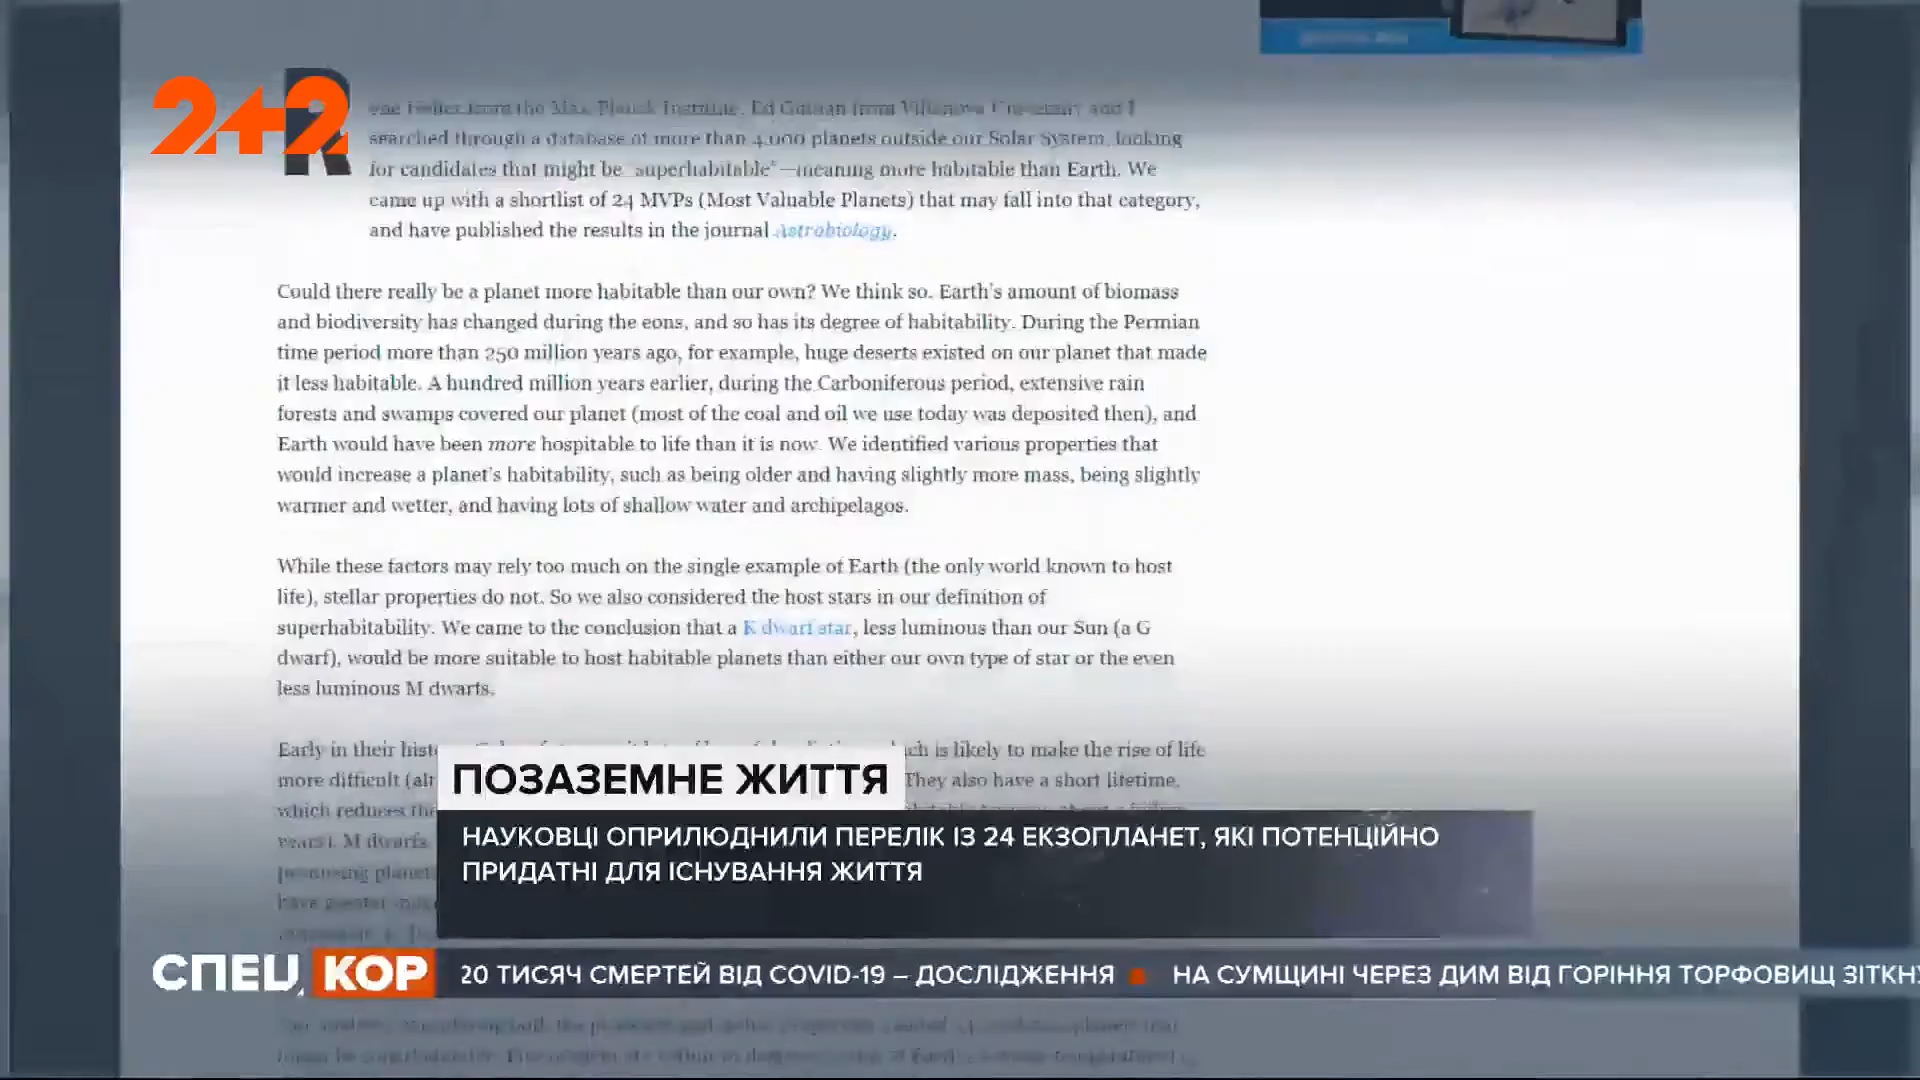 2+2
R
searched through a database of more than 4,000 planets outside our Solar System, looking
for candidates that might be "superhabitable"—meaning more habitable than Earth. We
came up with a shortlist of 24 MVPs (Most Valuable Planets) that may fall into that category,
and have published the results in the journal Astrobiology.
Could there really be a planet more habitable than our own? We think so. Earth's amount of biomass
and biodiversity has changed during the eons, and so has its degree of habitability. During the Permian
time period more than 250 million years ago, for example, huge deserts existed on our planet that made
it less habitable. A hundred million years earlier, during the Carboniferous period, extensive rain
forests and swamps covered our planet (most of the coal and oil we use today was deposited then), and
Earth would have been more hospitable to life than it is now. We identified various properties that
would increase a planet's habitability, such as being older and having slightly more mass, being slightly
warmer and wetter, and having lots of shallow water and archipelagos.
While these factors may rely too much on the single example of Earth (the only world known to host
life), stellar properties do not. So we also considered the host stars in our definition of
superhabitability. We came to the conclusion that a K dwarf star, less luminous than our Sun (a G
dwarf), would be more suitable to host habitable planets than either our own type of star or the even
less luminous M dwarfs.
Early in their is likely to make the rise of life
more difficult They also have a short lifetime,
which reduces
years). M dwarfs
ПОЗАЗЕМНЕ ЖИТТЯ
НАУКОВЦІ ОПРИЛЮДНИЛИ ПЕРЕЛІК ІЗ 24 ЕКЗОПЛАНЕТ, ЯКІ ПОТЕНЦІЙНО
ПРИДАТНІ ДЛЯ ІСНУВАННЯ ЖИТТЯ
СПЕЦКОР 20 ТИСЯЧ СМЕРТЕЙ ВІД COVID-19 – ДОСЛІДЖЕННЯ ■ НА СУМЩИНІ ЧЕРЕЗ ДИМ ВІД ГОРІННЯ ТОРФОВИЩ ЗІТКН